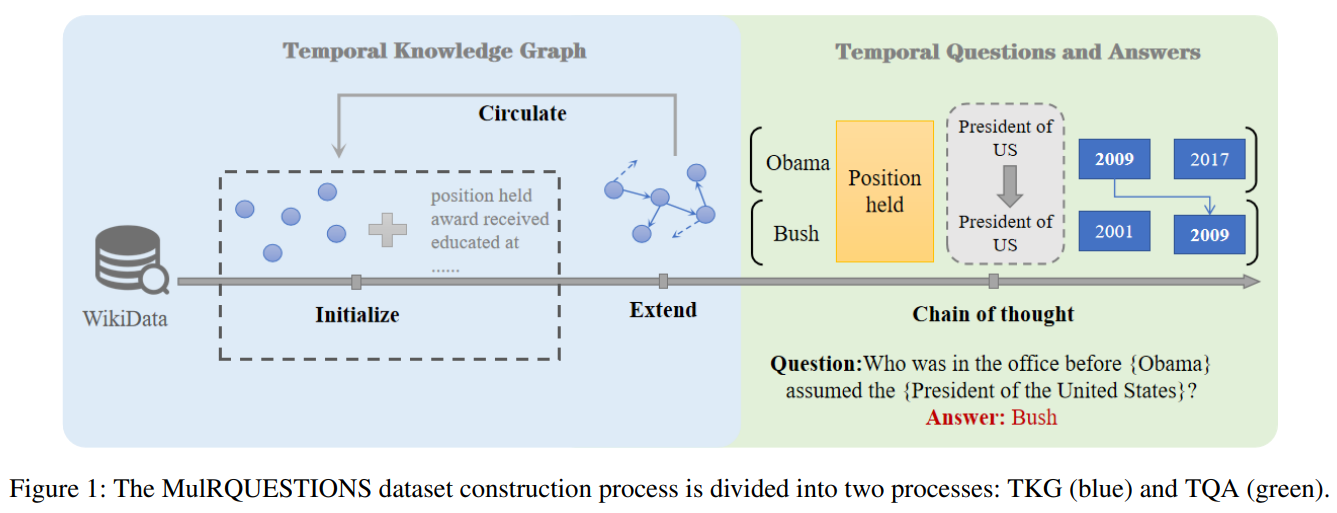 Temporal Knowledge Graph
Circulate
position held
award received
educated at
......
WikiData
Initialize
Extend
Temporal Questions and Answers
Obama
Bush
Position
held
President of
US
President of
US
2009
2017
2001
2009
Chain of thought
Question:Who was in the office before {Obama}
assumed the {President of the United States}?
Answer: Bush
Figure 1: The MulRQUESTIONS dataset construction process is divided into two processes: TKG (blue) and TQA (green).